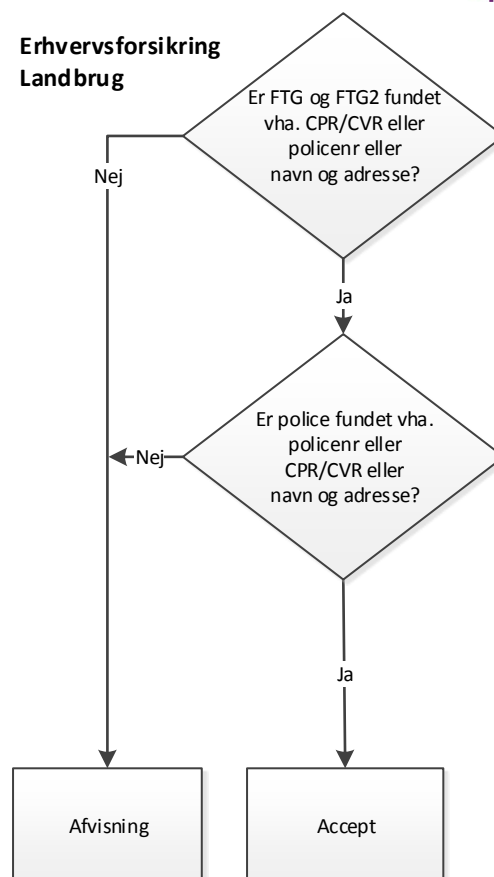 Erhvervsforsikring
Landbrug
Er FTG og FTG2 fundet
vha. CPR/CVR eller
policenr eller
navn og adresse?
Nej
Ja
Er police fundet vha.
policenr eller
CPR/CVR eller
navn og adresse?
Nej
Ja
Afvisning
Accept